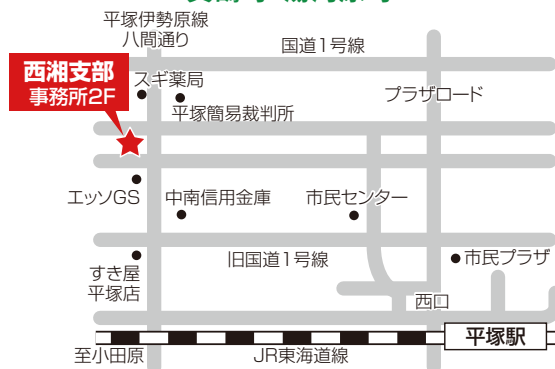 平塚伊勢原線
八間通り
国道1号線
西湘支部
事務所2F
スギ薬局
プラザロード
平塚簡易裁判所
エッソGS
中南信用金庫
市民センター
旧国道1号線
市民プラザ
すき屋
平塚店
西口
平塚駅
至小田原
JR東海道線